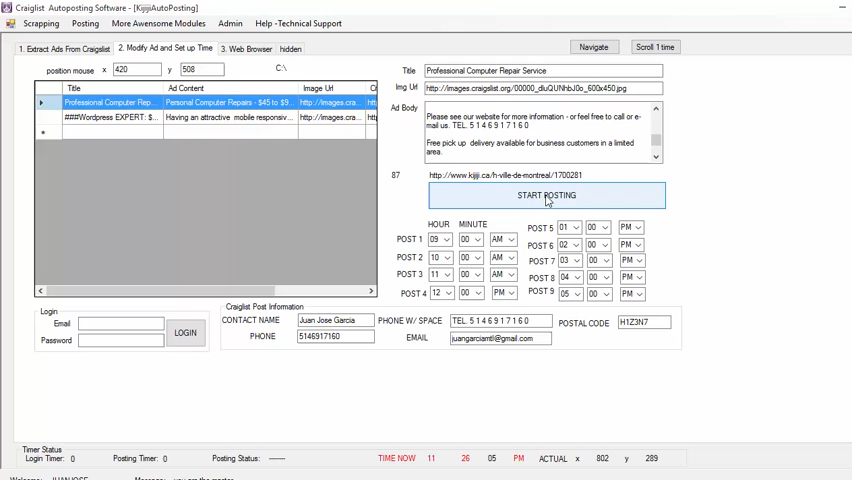 Craiglist Autoposting Software - [KijijiAutoPosting]
Scrapping Posting More Awesome Modules Admin Help -Technical Support
1. Extract Ads From Craigslist 2. Modify Ad and Set up Time 3. Web Browser hidden
Navigate Scroll 1 time
position mouse x 420 y 508 C:\
Title Professional Computer Repair Service
Img Url http://images.craigslist.org/00000_dluQUNhbJ0o_600x450.jpg
Title Ad Content Image Url
Professional Computer Rep... Personal Computer Repairs - $45 to $9... http://images.cra...
###Wordpress EXPERT: $... Having an attractive mobile responsiv... http://images.cra...
Ad Body
Please see our website for more information - or feel free to call or e-
mail us. TEL. 5 1 4 6 9 1 7 1 6 0
Free pick up delivery available for business customers in a limited
area.
87 http://www.kijiji.ca/h-ville-de-montreal/1700281
START POSTING
HOUR MINUTE
POST 1 09 00 AM
POST 2 10 00 AM
POST 3 11 00 AM
POST 4 12 00 PM
POST 5 01 00 PM
POST 6 02 00 PM
POST 7 03 00 PM
POST 8 04 00 PM
POST 9 05 00 PM
Login
Email
Password
LOGIN
Craiglist Post Information
CONTACT NAME Juan Jose Garcia PHONE W/ SPACE TEL. 5 1 4 6 9 1 7 1 6 0 POSTAL CODE H1Z3N7
PHONE 5146917160 EMAIL juangarciamtl@gmail.com
Timer Status
Login Timer: 0 Posting Timer: 0 Posting Status: ------ TIME NOW 11 26 05 PM ACTUAL x 802 y 289